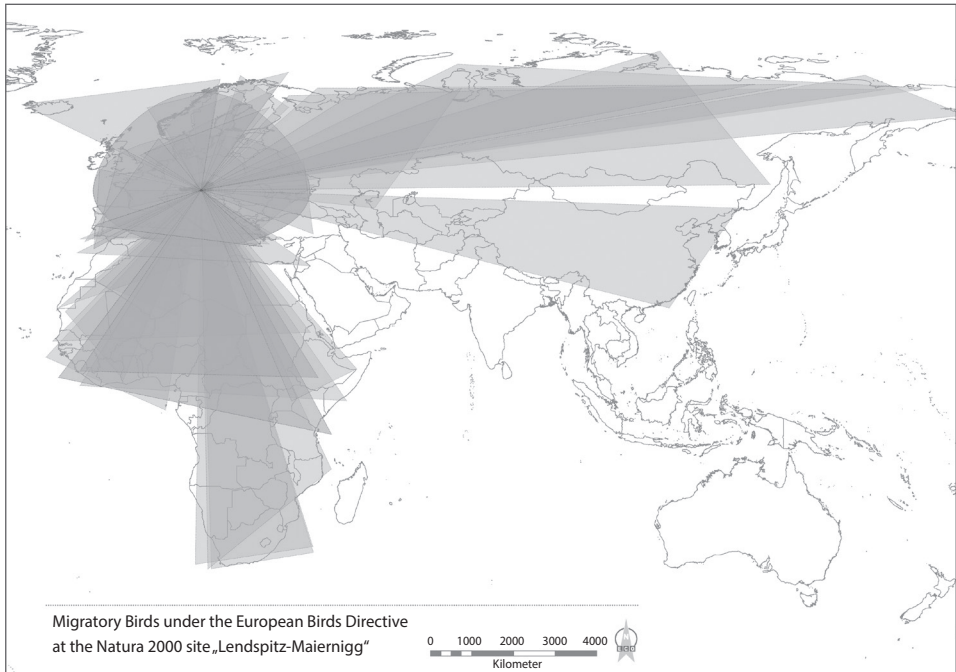 Migratory Birds under the European Birds Directive
at the Natura 2000 site „Lendspitz-Maiernigg“
0 1000 2000 3000 4000
Kilometer